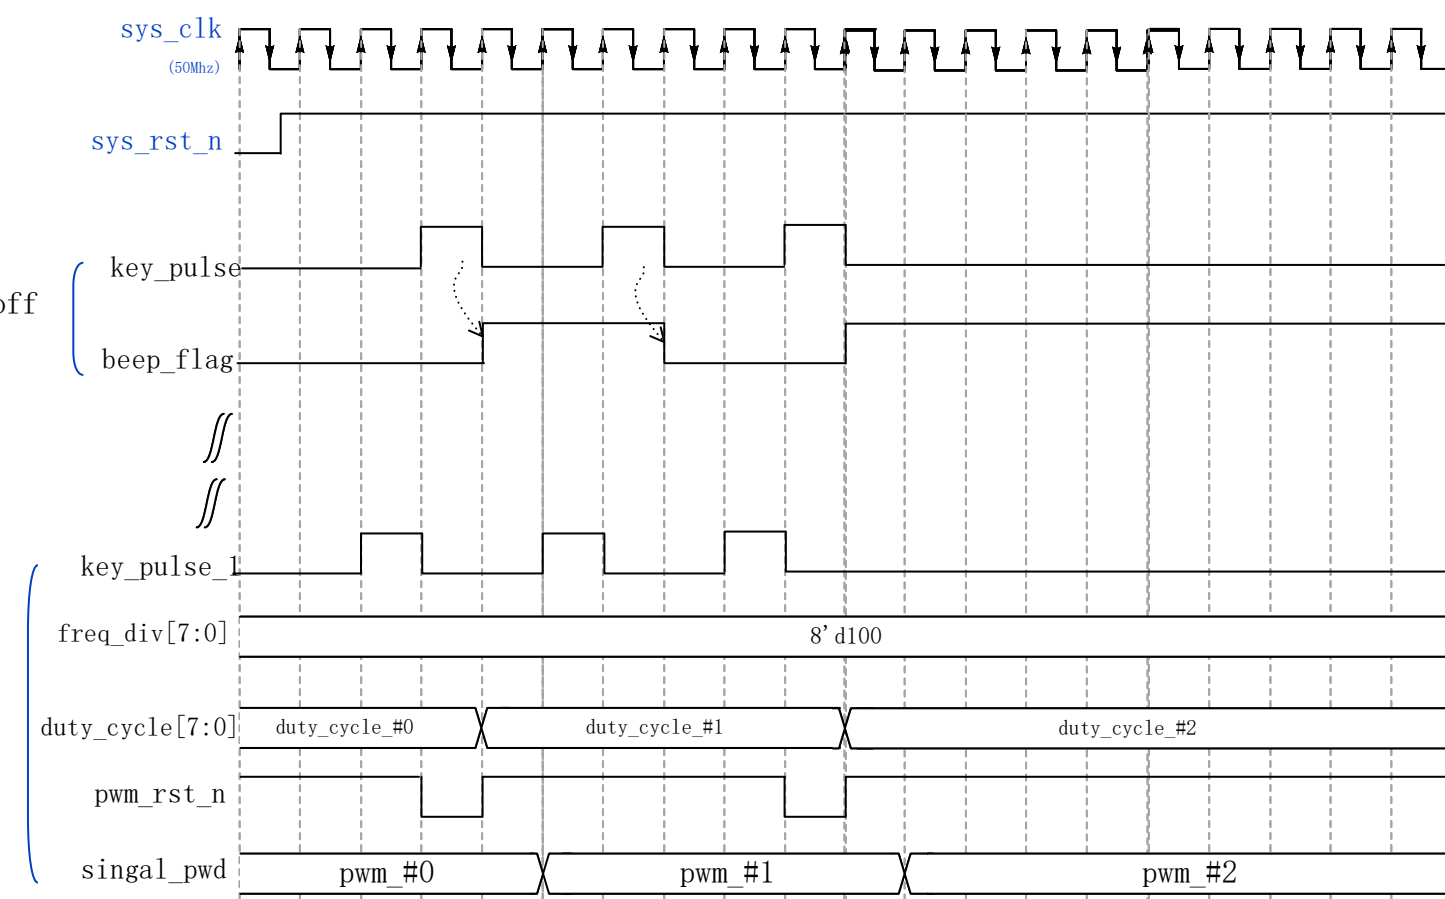 sys_clk
(50Mhz)
sys_rst_n
key_pulse
off
beep_flag
key_pulse_1
freq_div[7:0]
8'd100
duty_cycle[7:0]
duty_cycle_#0
duty_cycle_#1
duty_cycle_#2
pwm_rst_n
singal_pwd
pwm_#0
pwm_#1
pwm_#2